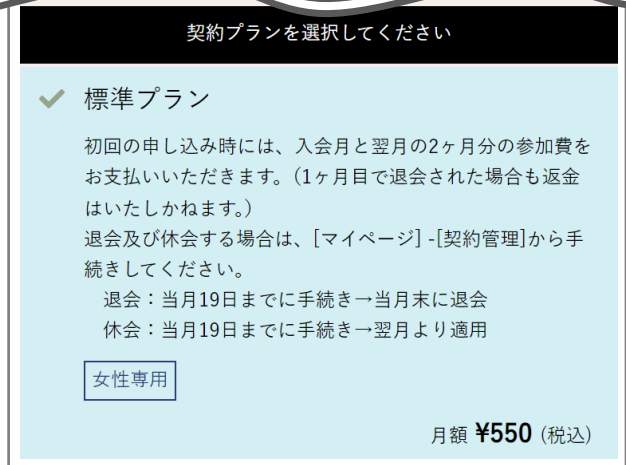 契約プランを選択してください
標準プラン
初回の申し込み時には、入会月と翌月の2ヶ月分の参加費を
お支払いいただきます。(1ヶ月目で退会された場合も返金
はいたしかねます。)
退会及び休会する場合は、[マイページ] -[契約管理]から手
続きしてください。
退会：当月19日までに手続き→当月末に退会
休会：当月19日までに手続き→翌月より適用
女性専用
月額 ¥550 (税込)